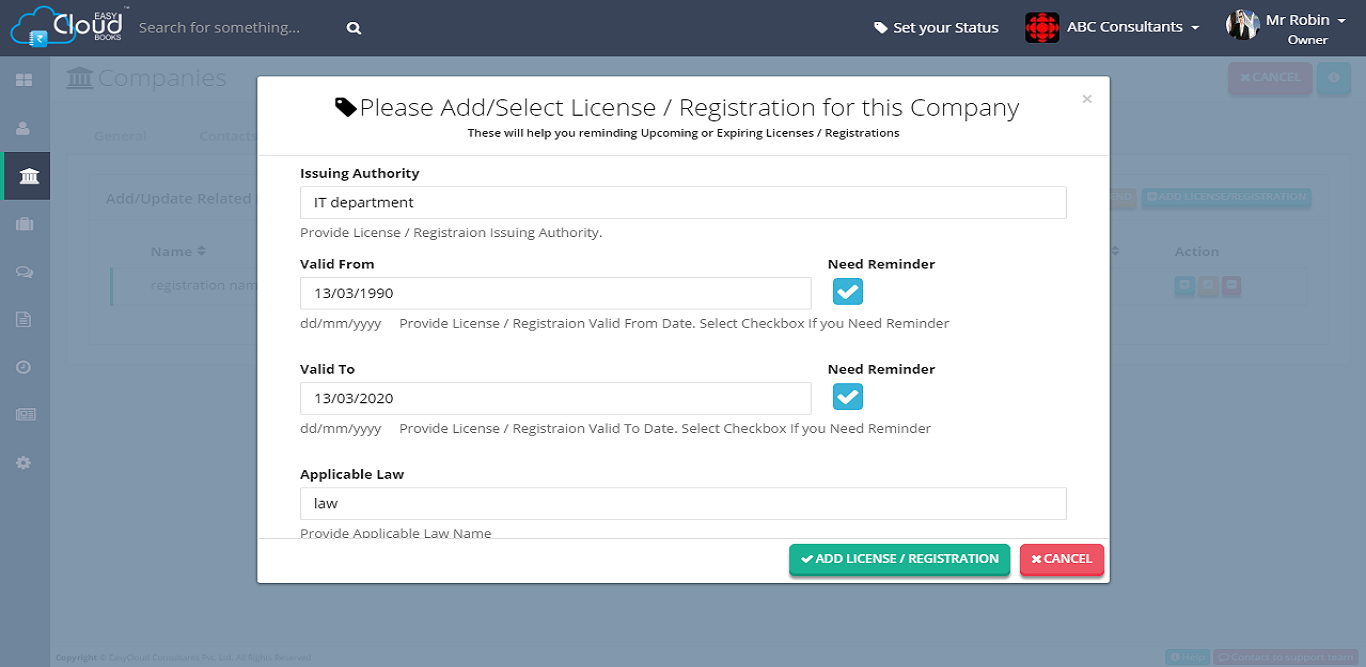 EASY
Cloud
BOOKS
Search for something...
Set your Status
ABC Consultants
Mr Robin
Owner
Companies
CANCEL
General
Contacts
Add/Update Related
ADD LICENSE/REGISTRATION
Name
Action
registration nam
Please Add/Select License / Registration for this Company
×
These will help you reminding Upcoming or Expiring Licenses / Registrations
Issuing Authority
IT department
Provide License / Registraion Issuing Authority.
Valid From
Need Reminder
13/03/1990
dd/mm/yyyy Provide License / Registraion Valid From Date. Select Checkbox If you Need Reminder
Valid To
Need Reminder
13/03/2020
dd/mm/yyyy Provide License / Registraion Valid To Date. Select Checkbox If you Need Reminder
Applicable Law
law
Provide Applicable Law Name
ADD LICENSE / REGISTRATION
CANCEL
Copyright © EasyCloud Consultants Pvt. Ltd. All Rights Reserved
Help
Contact to support team